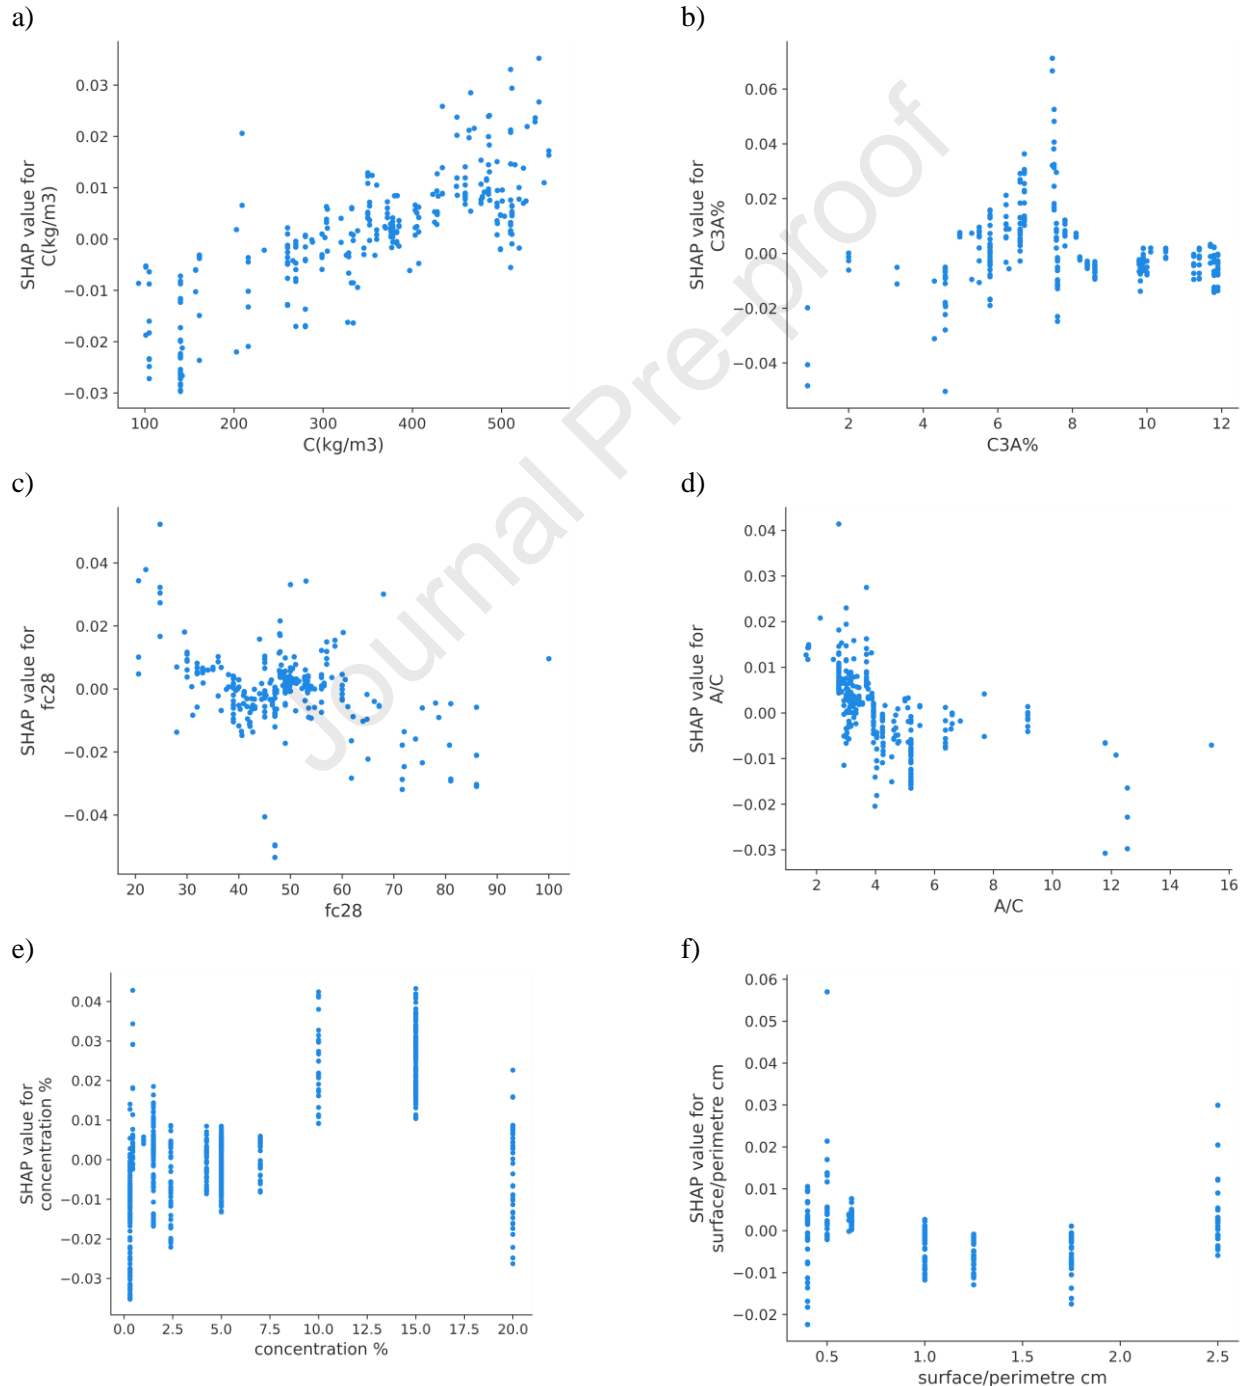 a)
0.03
0.02
0.01
0.00
−0.01
−0.02
−0.03
SHAP value for
C(kg/m3)
100 200 300 400 500
C(kg/m3)
b)
0.06
0.04
0.02
0.00
−0.02
−0.04
SHAP value for
C3A%
2 4 6 8 10 12
C3A%
c)
0.04
0.02
0.00
−0.02
−0.04
SHAP value for
fc28
20 30 40 50 60 70 80 90 100
fc28
d)
0.04
0.03
0.02
0.01
0.00
−0.01
−0.02
−0.03
SHAP value for
A/C
2 4 6 8 10 12 14 16
A/C
e)
0.04
0.03
0.02
0.01
0.00
−0.01
−0.02
−0.03
SHAP value for
concentration %
0.0 2.5 5.0 7.5 10.0 12.5 15.0 17.5 20.0
concentration %
f)
0.06
0.05
0.04
0.03
0.02
0.01
0.00
−0.01
−0.02
SHAP value for
surface/perimetre cm
0.5 1.0 1.5 2.0 2.5
surface/perimetre cm
Journal Pre-proof